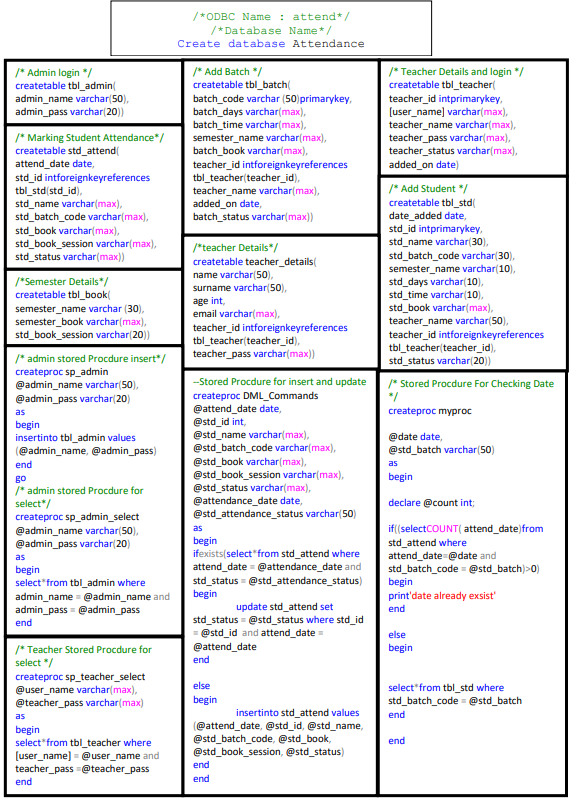 /*ODBC Name : attend*/
/*Database Name*/
Create database Attendance
/* Admin login */
createtable tbl_admin(
admin_name varchar(50),
admin_pass varchar(20))
/* Marking Student Attendance*/
createtable std_attend(
attend_date date,
std_id intforeignkeyreferences
tbl_std(std_id),
std_name varchar(max),
std_batch_code varchar(max),
std_book varchar(max),
std_book_session varchar(max),
std_status varchar(max))
/*Semester Details*/
createtable tbl_book(
semester_name varchar (30),
semester_book varchar(max),
std_book_session varchar(20))
/* admin stored Procdure insert*/
createproc sp_admin
@admin_name varchar(50),
@admin_pass varchar(20)
as
begin
insertinto tbl_admin values
(@admin_name, @admin_pass)
end
go
/* admin stored Procdure for
select*/
createproc sp_admin_select
@admin_name varchar(50),
@admin_pass varchar(20)
as
begin
select*from tbl_admin where
admin_name = @admin_name and
admin_pass = @admin_pass
end
/* Teacher Stored Procdure for
select */
createproc sp_teacher_select
@user_name varchar(max),
@teacher_pass varchar(max)
as
begin
select*from tbl_teacher where
[user_name] = @user_name and
teacher_pass =@teacher_pass
end
/* Add Batch */
createtable tbl_batch(
batch_code varchar (50)primarykey,
batch_days varchar(max),
batch_time varchar(max),
semester_name varchar(max),
batch_book varchar(max),
teacher_id intforeignkeyreferences
tbl_teacher(teacher_id),
teacher_name varchar(max),
added_on date,
batch_status varchar(max))
/*teacher Details*/
createtable teacher_details(
name varchar(50),
surname varchar(50),
age int,
email varchar(max),
teacher_id intforeignkeyreferences
tbl_teacher(teacher_id),
teacher_pass varchar(max))
--Stored Procdure for insert and update
createproc DML_Commands
@attend_date date,
@std_id int,
@std_name varchar(max),
@std_batch_code varchar(max),
@std_book varchar(max),
@std_book_session varchar(max),
@std_status varchar(max),
@attendance_date date,
@std_attendance_status varchar(50)
as
begin
ifexists(select*from std_attend where
attend_date = @attendance_date and
std_status = @std_attendance_status)
begin
update std_attend set
std_status = @std_status where std_id
= @std_id and attend_date =
@attend_date
end
else
begin
insertinto std_attend values
(@attend_date, @std_id, @std_name,
@std_batch_code, @std_book,
@std_book_session, @std_status)
end
end
/* Teacher Details and login */
createtable tbl_teacher(
teacher_id intprimarykey,
[user_name] varchar(max),
teacher_name varchar(max),
teacher_pass varchar(max),
teacher_status varchar(max),
added_on date)
/* Add Student */
createtable tbl_std(
date_added date,
std_id intprimarykey,
std_name varchar(30),
std_batch_code varchar(30),
semester_name varchar(10),
std_days varchar(10),
std_time varchar(10),
std_book varchar(max),
teacher_name varchar(50),
teacher_id intforeignkeyreferences
tbl_teacher(teacher_id),
std_status varchar(20))
/* Stored Procdure For Checking Date
*/
createproc myproc
@date date,
@std_batch varchar(50)
as
begin
declare @count int;
if((selectCOUNT( attend_date)from
std_attend where
attend_date=@date and
std_batch_code = @std_batch)>0)
begin
print'date already exsist'
end
else
begin
select*from tbl_std where
std_batch_code = @std_batch
end
end